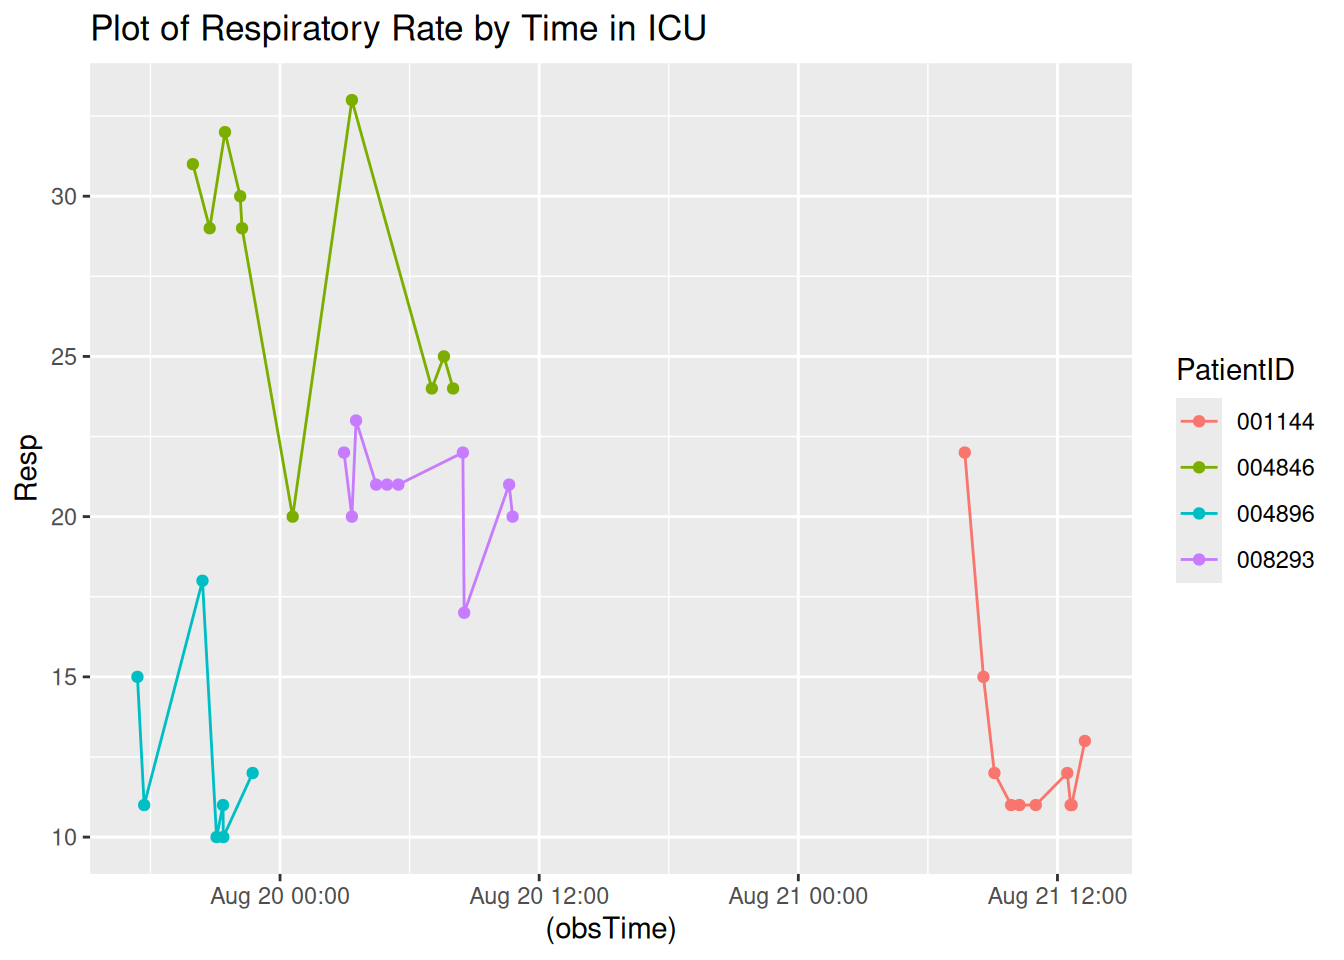 Plot of Respiratory Rate by Time in ICU
Resp
30
25
20
15
10
Aug 20 00:00
Aug 20 12:00
Aug 21 00:00
Aug 21 12:00
(obsTime)
PatientID
001144
004846
004896
008293